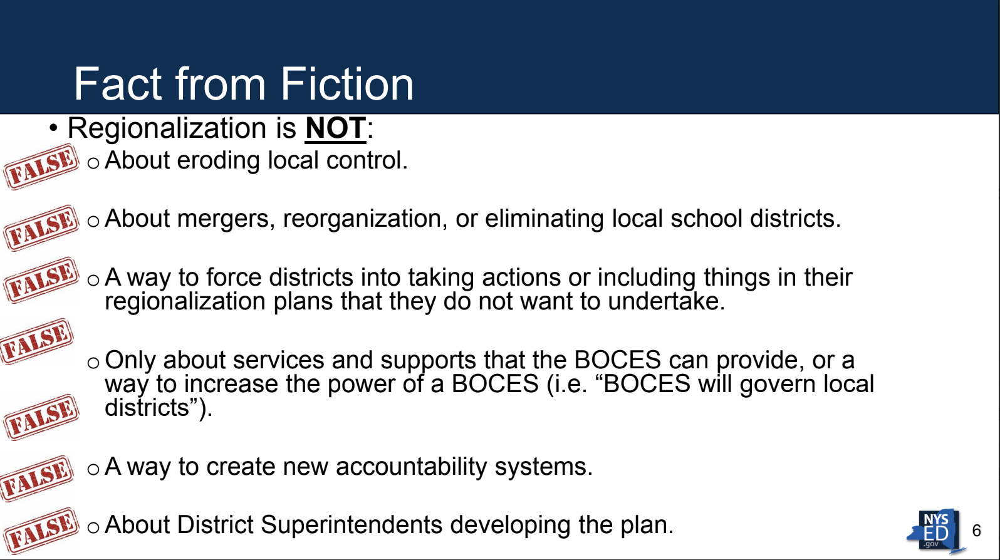 Fact from Fiction
• Regionalization is NOT:
FALSE
o About eroding local control.
FALSE
o About mergers, reorganization, or eliminating local school districts.
FALSE
o A way to force districts into taking actions or including things in their
regionalization plans that they do not want to undertake.
FALSE
o Only about services and supports that the BOCES can provide, or a
way to increase the power of a BOCES (i.e. “BOCES will govern local
districts”).
FALSE
FALSE
o A way to create new accountability systems.
FALSE
o About District Superintendents developing the plan.
NYS
ED
.gov
6